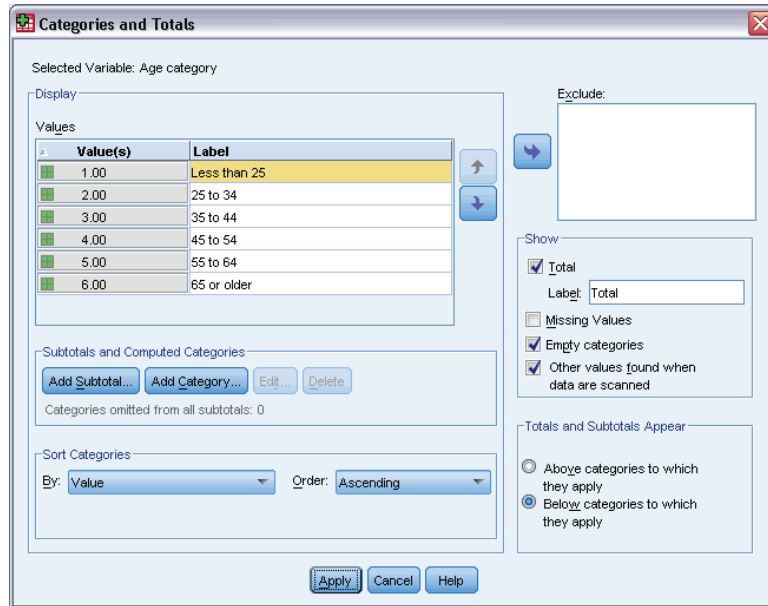 Categories and Totals
Selected Variable: Age category
Display
Values
Value(s) Label
1.00 Less than 25
2.00 25 to 34
3.00 35 to 44
4.00 45 to 54
5.00 55 to 64
6.00 65 or older
Subtotals and Computed Categories
Add Subtotal... Add Category... Edit... Delete
Categories omitted from all subtotals: 0
Sort Categories
By: Value Order: Ascending
Exclude:
Show
Total
Label: Total
Missing Values
Empty categories
Other values found when
data are scanned
Totals and Subtotals Appear
Above categories to which
they apply
Below categories to which
they apply
Apply Cancel Help